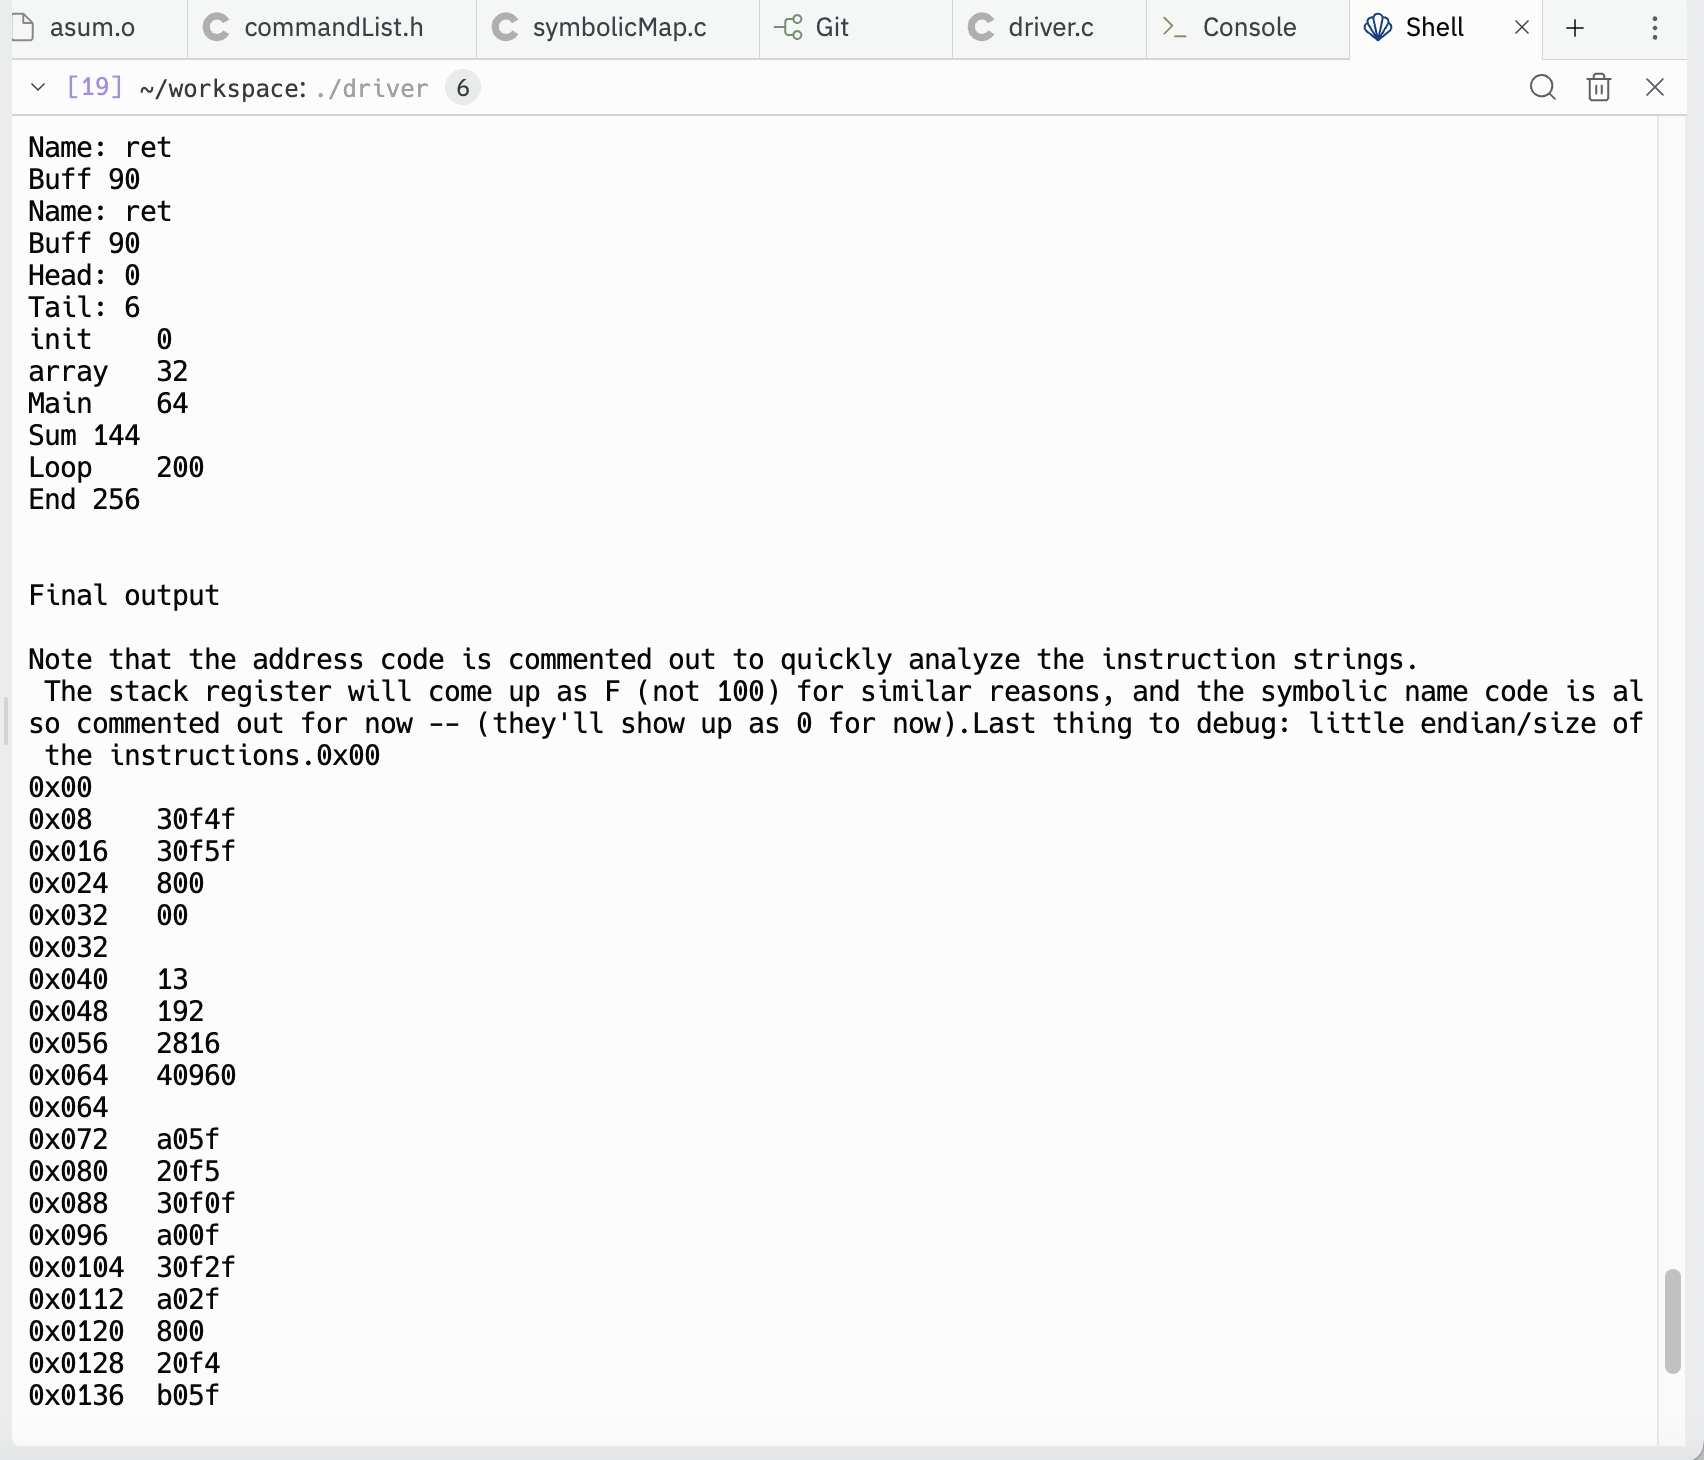 asum.o commandList.h symbolicMap.c Git driver.c Console Shell
[19] ~/workspace: ./driver 6
Name: ret
Buff 90
Name: ret
Buff 90
Head: 0
Tail: 6
init 0
array 32
Main 64
Sum 144
Loop 200
End 256
Final output
Note that the address code is commented out to quickly analyze the instruction strings.
The stack register will come up as F (not 100) for similar reasons, and the symbolic name code is al
so commented out for now -- (they'll show up as 0 for now).Last thing to debug: little endian/size of
the instructions.0x00
0x00
0x08 30f4f
0x016 30f5f
0x024 800
0x032 00
0x032
0x040 13
0x048 192
0x056 2816
0x064 40960
0x064
0x072 a05f
0x080 20f5
0x088 30f0f
0x096 a00f
0x0104 30f2f
0x0112 a02f
0x0120 800
0x0128 20f4
0x0136 b05f